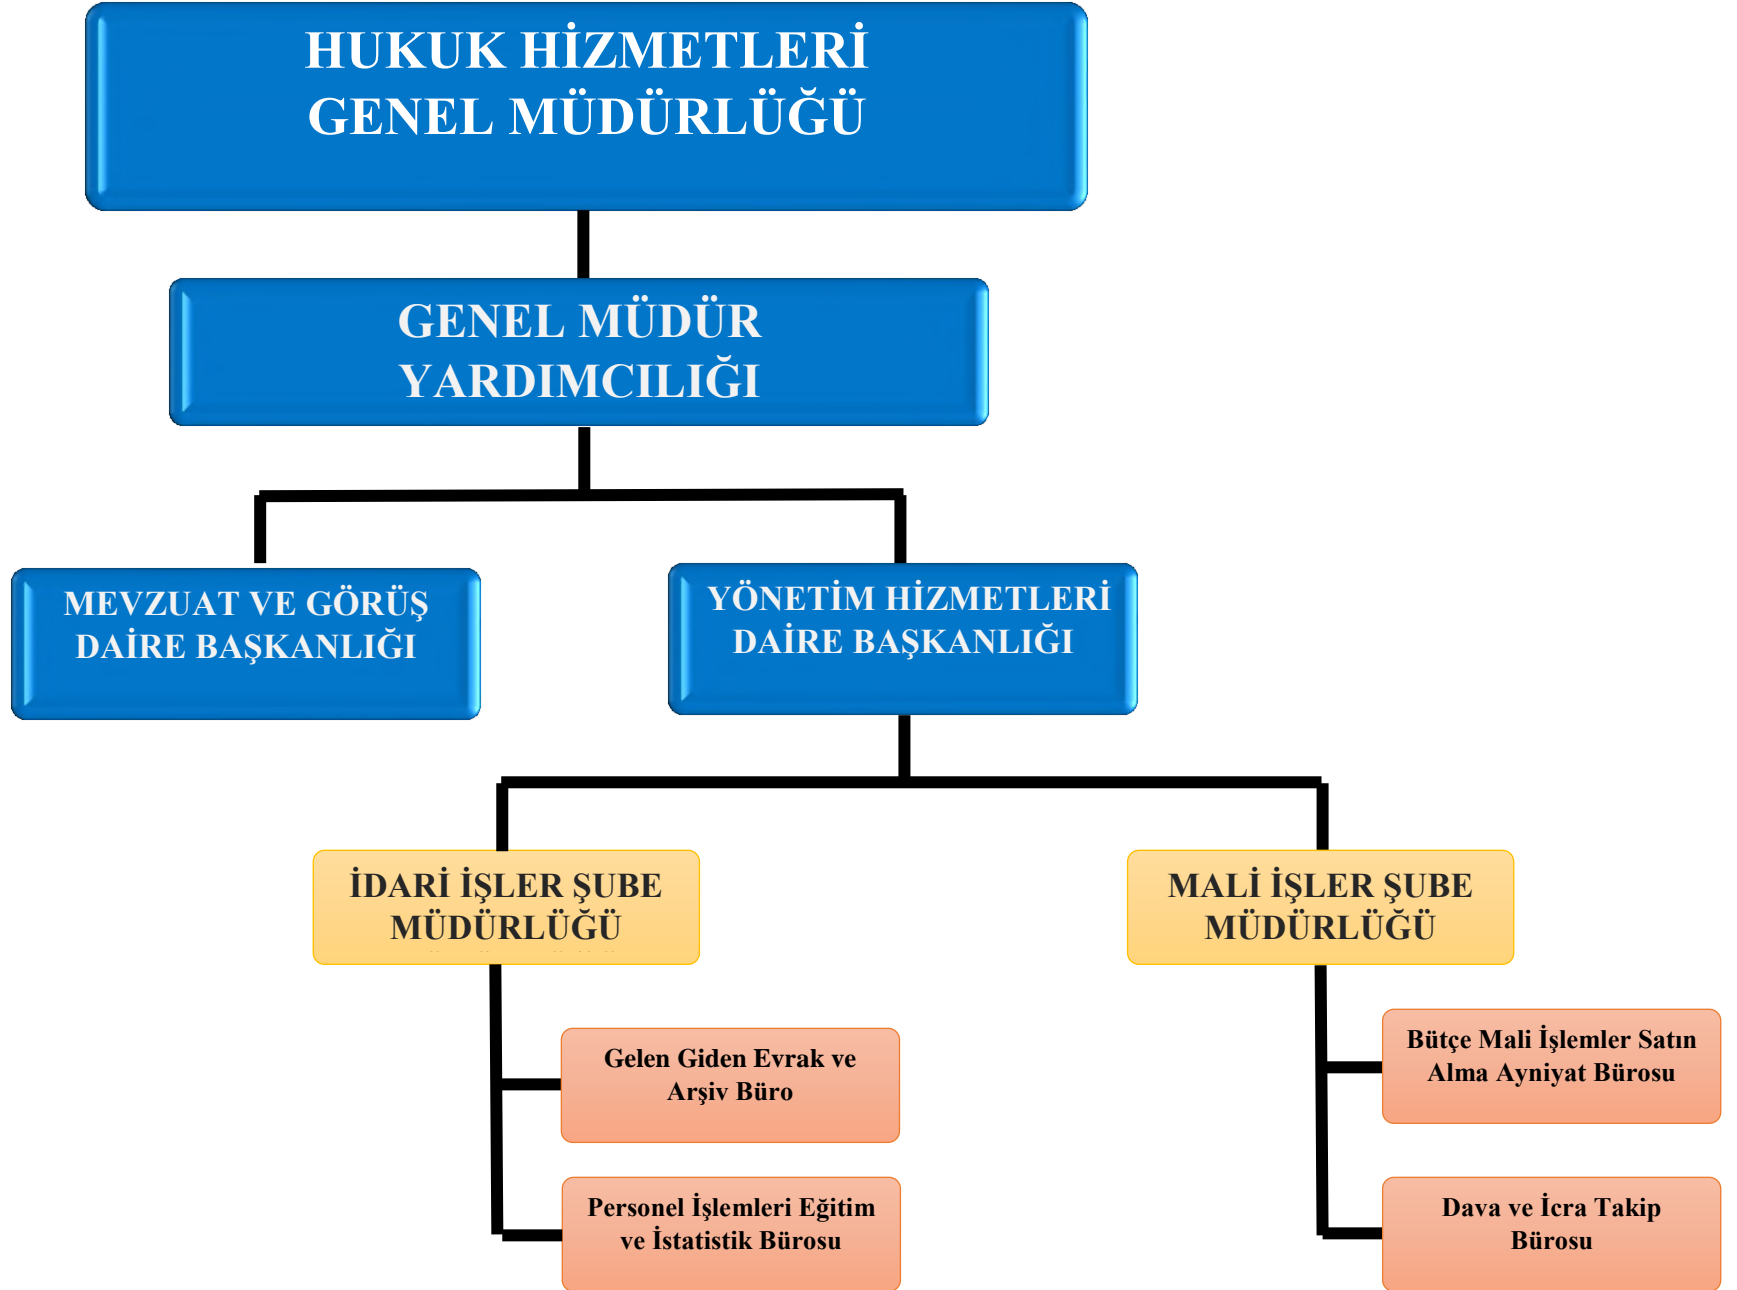 HUKUK HİZMETLERİ
GENEL MÜDÜRLÜĞÜ
GENEL MÜDÜR
YARDIMCILIĞI
MEVZUAT VE GÖRÜŞ
DAİRE BAŞKANLIĞI
YÖNETİM HİZMETLERİ
DAİRE BAŞKANLIĞI
İDARİ İŞLER ŞUBE
MÜDÜRLÜĞÜ
MALİ İŞLER ŞUBE
MÜDÜRLÜĞÜ
Gelen Giden Evrak ve
Arşiv Büro
Personel İşlemleri Eğitim
ve İstatistik Bürosu
Bütçe Mali İşlemler Satın
Alma Ayniyat Bürosu
Dava ve İcra Takip
Bürosu